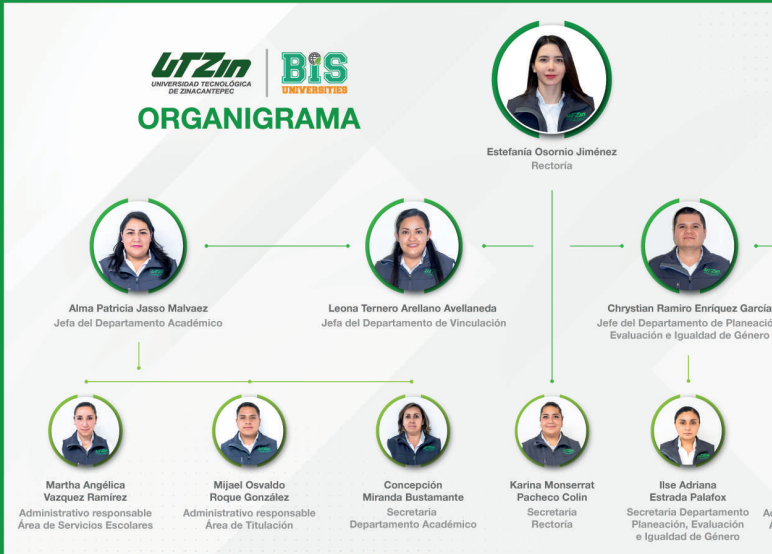 UTZin
UNIVERSIDAD TECNOLÓGICA
DE ZINACANTEPEC
BiS
UNIVERSITIES
ORGANIGRAMA
Estefanía Osornio Jiménez
Rectoría
Alma Patricia Jasso Malvaez
Jefa del Departamento Académico
Leona Ternero Arellano Avellaneda
Jefa del Departamento de Vinculación
Chrystian Ramiro Enríquez García
Jefe del Departamento de Planeació
Evaluación e Igualdad de Género
Martha Angélica
Vazquez Ramírez
Administrativo responsable
Área de Servicios Escolares
Mijael Osvaldo
Roque González
Administrativo responsable
Área de Titulación
Concepción
Miranda Bustamante
Secretaria
Departamento Académico
Karina Monserrat
Pacheco Colin
Secretaria
Rectoría
Ilse Adriana
Estrada Palafox
Secretaria Departamento
Planeación, Evaluación
e Igualdad de Género